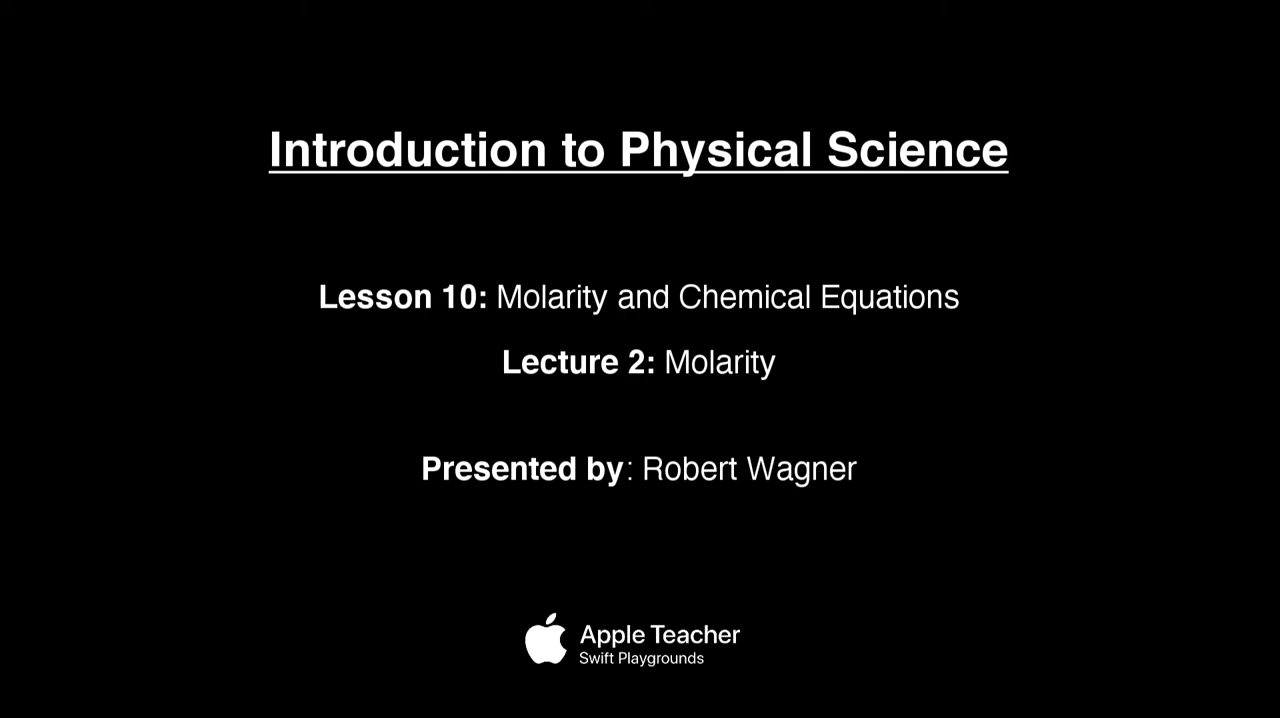 Introduction to Physical Science
Lesson 10: Molarity and Chemical Equations
Lecture 2: Molarity
Presented by: Robert Wagner
Apple Teacher
Swift Playgrounds